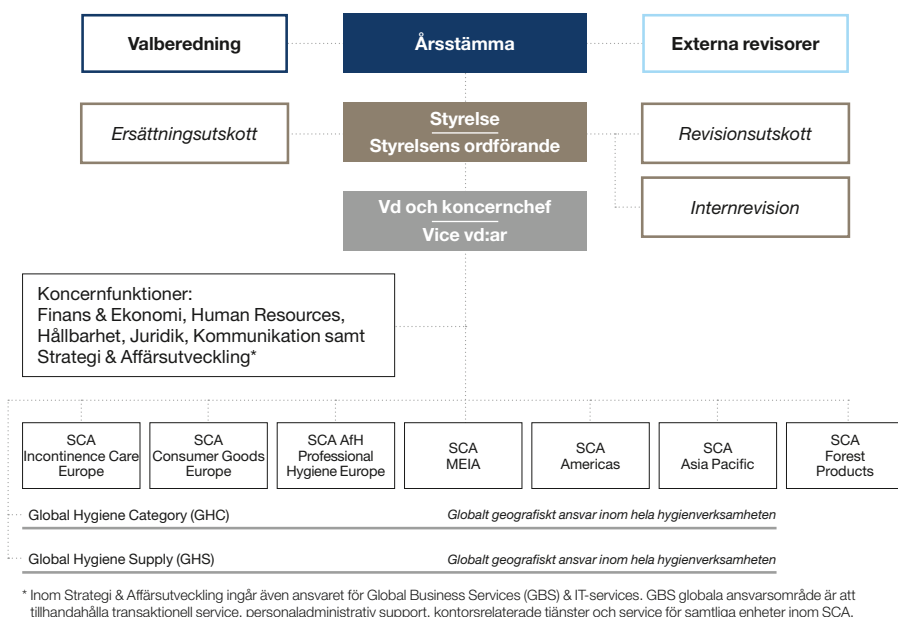 Valberedning
Årsstämma
Externa revisorer
Ersättningsutskott
Styrelse
Styrelsens ordförande
Revisionsutskott
Vd och koncernchef
Vice vd:ar
Internrevision
Koncernfunktioner:
Finans & Ekonomi, Human Resources,
Hållbarhet, Juridik, Kommunikation samt
Strategi & Affärsutveckling*
SCA
Incontinence Care
Europe
SCA
Consumer Goods
Europe
SCA AfH
Professional
Hygiene Europe
SCA
MEIA
SCA
Americas
SCA
Asia Pacific
SCA
Forest
Products
Global Hygiene Category (GHC)
Globalt geografiskt ansvar inom hela hygienverksamheten
Global Hygiene Supply (GHS)
Globalt geografiskt ansvar inom hela hygienverksamheten
* Inom Strategi & Affärsutveckling ingår även ansvaret för Global Business Services (GBS) & IT-services. GBS globala ansvarsområde är att
tillhandahålla transaktionell service, personaladministrativ support, kontorsrelaterade tjänster och service för samtliga enheter inom SCA.